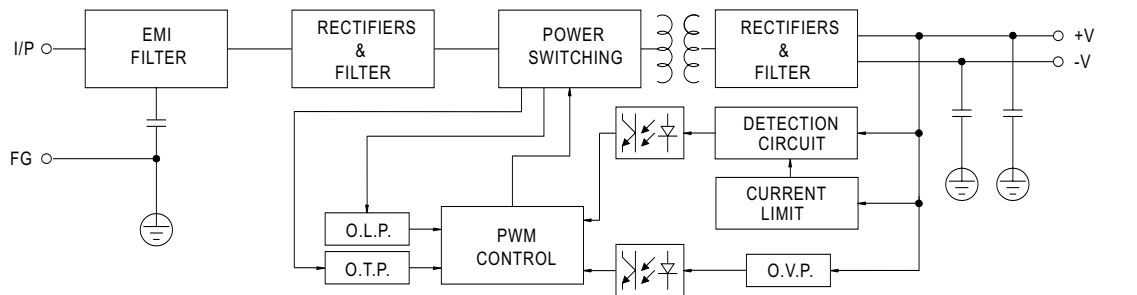 I/P
EMI
FILTER
RECTIFIERS
&
FILTER
POWER
SWITCHING
RECTIFIERS
&
FILTER
+V
-V
FG
DETECTION
CIRCUIT
CURRENT
LIMIT
O.L.P.
O.T.P.
PWM
CONTROL
O.V.P.